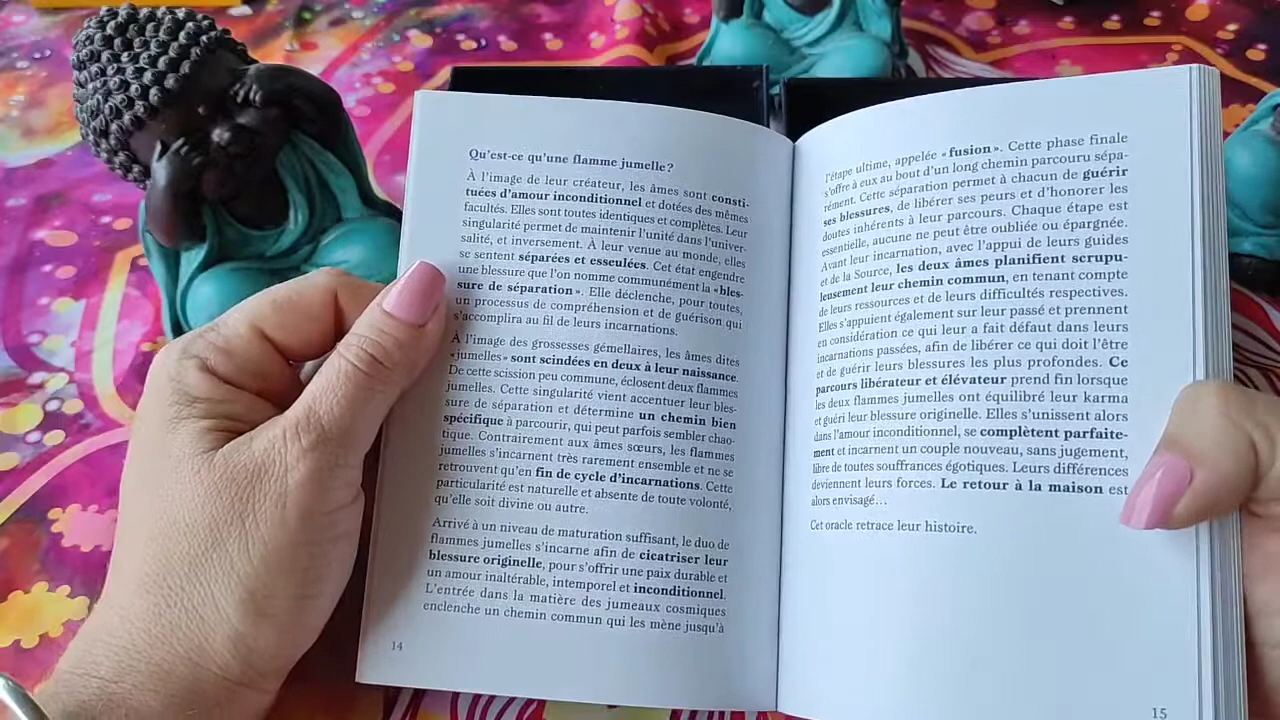 Qu'est-ce qu'une flamme jumelle ?
À l'image de leur créateur, les âmes sont consti-
tuées d'amour inconditionnel et dotées des mêmes
facultés. Elles sont toutes identiques et complètes. Leur
singularité permet de maintenir l'unité dans l'univer-
salité, et inversement. À leur venue au monde, elles
se sentent séparées et esseulées. Cet état engendre
une blessure que l'on nomme communément la « bles-
sure de séparation ». Elle déclenche, pour toutes,
un processus de compréhension et de guérison qui
s'accomplira au fil de leurs incarnations.
À l'image des grossesses gémellaires, les âmes dites
« jumelles » sont scindées en deux à leur naissance.
De cette scission peu commune, éclosent deux flammes
jumelles. Cette singularité vient accentuer leur bles-
sure de séparation et détermine un chemin bien
spécifique à parcourir, qui peut parfois sembler chao-
tique. Contrairement aux âmes sœurs, les flammes
jumelles s'incarnent très rarement ensemble et ne se
retrouvent qu'en fin de cycle d'incarnations. Cette
particularité est naturelle et absente de toute volonté,
qu'elle soit divine ou autre.
Arrivé à un niveau de maturation suffisant, le duo de
flammes jumelles s'incarne afin de cicatriser leur
blessure originelle, pour s'offrir une paix durable et
un amour inaltérable, intemporel et inconditionnel.
L'entrée dans la matière des jumeaux cosmiques
enclenche un chemin commun qui les mène jusqu'à
14
l'étape ultime, appelée « fusion ». Cette phase finale
s'offre à eux au bout d'un long chemin parcouru sépa-
rément. Cette séparation permet à chacun de guérir
ses blessures, de libérer ses peurs et d'honorer les
doutes inhérents à leur parcours. Chaque étape est
essentielle, aucune ne peut être oubliée ou épargnée.
Avant leur incarnation, avec l'appui de leurs guides
et de la Source, les deux âmes planifient scrupu-
leusement leur chemin commun, en tenant compte
de leurs ressources et de leurs difficultés respectives.
Elles s'appuient également sur leur passé et prennent
en considération ce qui leur a fait défaut dans leurs
incarnations passées, afin de libérer ce qui doit l'être
et de guérir leurs blessures les plus profondes. Ce
parcours libérateur et élévateur prend fin lorsque
les deux flammes jumelles ont équilibré leur karma
et guéri leur blessure originelle. Elles s'unissent alors
dans l'amour inconditionnel, se complètent parfaite-
ment et incarnent un couple nouveau, sans jugement,
libre de toutes souffrances égotiques. Leurs différences
deviennent leurs forces. Le retour à la maison est
alors envisagé…
Cet oracle retrace leur histoire.
15